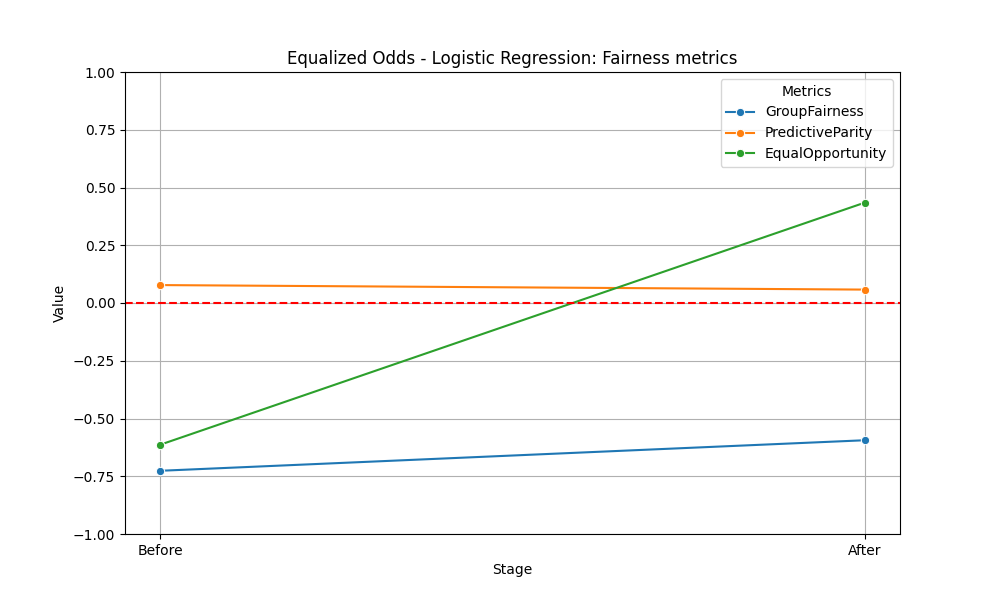 Equalized Odds - Logistic Regression: Fairness metrics
Metrics
GroupFairness
PredictiveParity
EqualOpportunity
1.00
0.75
0.50
0.25
0.00
−0.25
−0.50
−0.75
−1.00
Value
Before
After
Stage